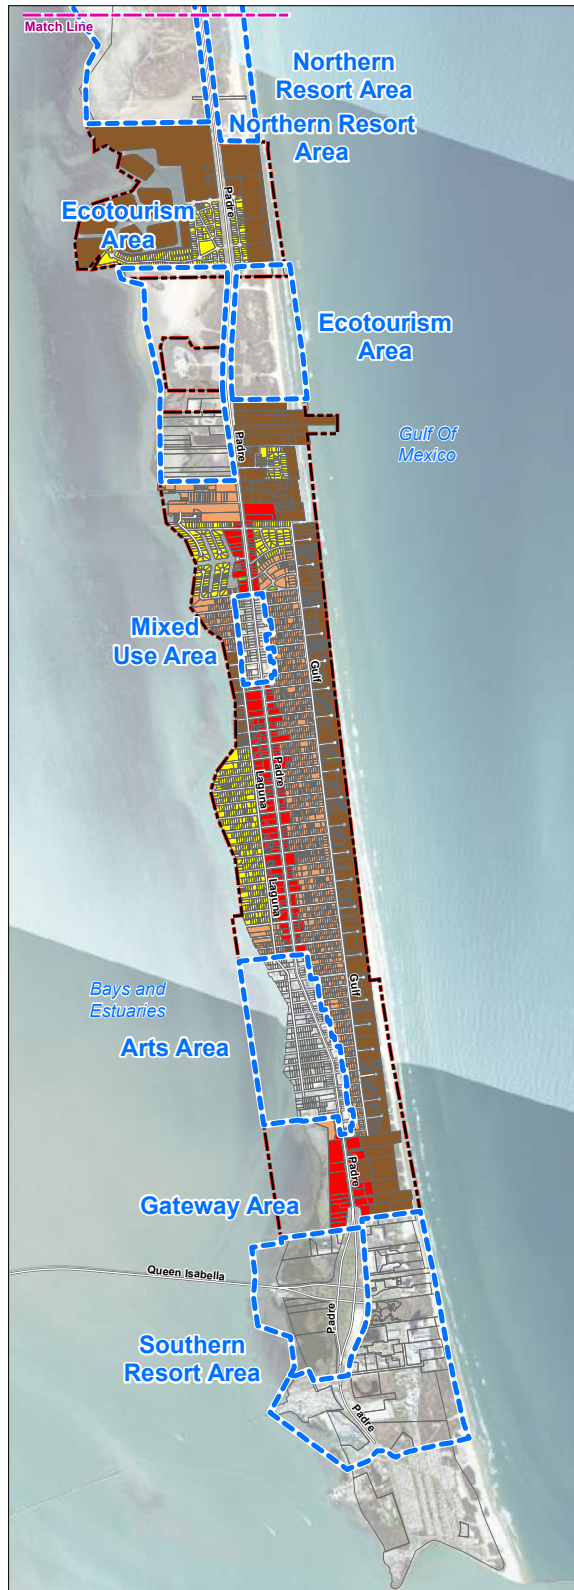 Match Line
Northern
Resort Area
Northern Resort
Area
Padre
Ecotourism
Area
Ecotourism
Area
Gulf Of
Mexico
Padre
Mixed
Use Area
Gulf
Padre
Laguna
Laguna
Gulf
Bays and
Estuaries
Arts Area
Padre
Gateway Area
Queen Isabella
Padre
Southern
Resort Area
Padre